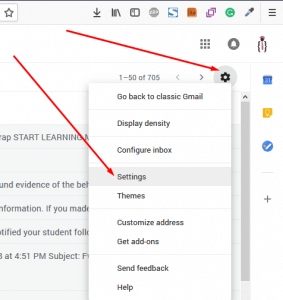 1–50 of 705
Go back to classic Gmail
Display density
Configure inbox
rap START LEARNING M
Settings
und evidence of the beh
Themes
nformation. If you made
Customize address
otified your student follo
Get add-ons
8 at 4:51 PM Subject: F
Send feedback
Help